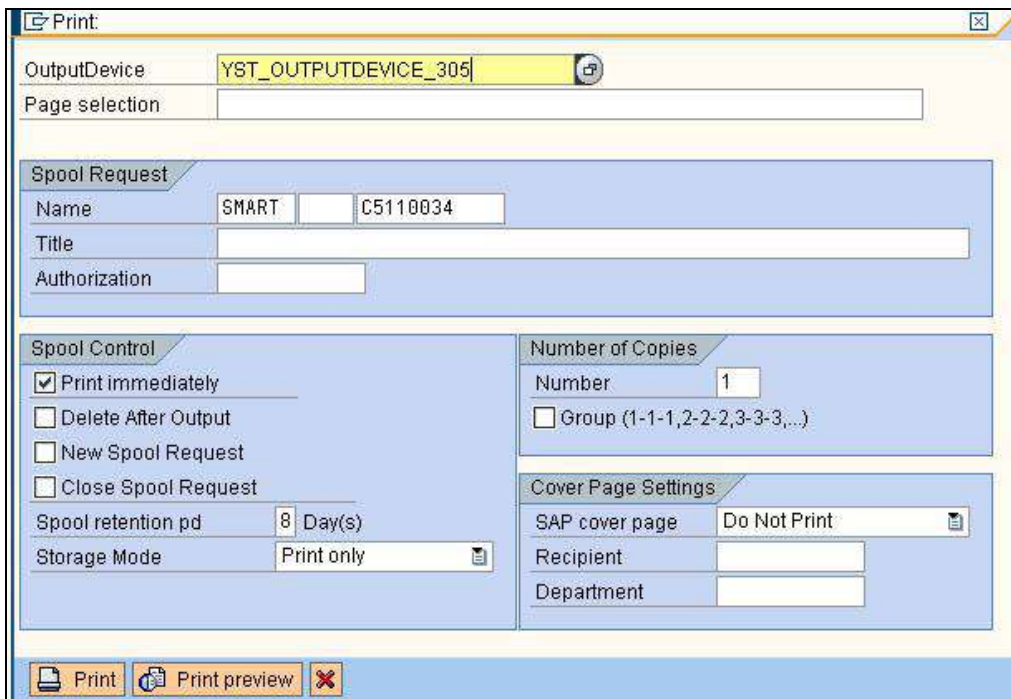 Print:
OutputDevice YST_OUTPUTDEVICE_305
Page selection
Spool Request
Name SMART C5110034
Title
Authorization
Spool Control
Print immediately
Delete After Output
New Spool Request
Close Spool Request
Spool retention pd 8 Day(s)
Storage Mode Print only
Number of Copies
Number 1
Group (1-1-1,2-2-2,3-3-3,...)
Cover Page Settings
SAP cover page Do Not Print
Recipient
Department
Print Print preview